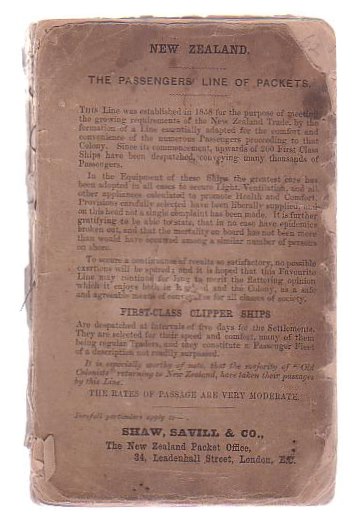 NEW ZEALAND.
THE PASSENGERS' LINE OF PACKETS.
THIS Line was established in 1858 for the purpose of meeting
the growing requirements of the New Zealand Trade, by the
formation of a Line essentially adapted for the comfort and
convenience of the numerous Passengers proceeding to that
Colony. Since its commencement, upwards of 200 First Class
Ships have been despatched, conveying many thousands of
Passengers.
In the Equipment of these Ships the greatest care has
been adopted in all cases to secure Light, Ventilation, and all
other appliances calculated to promote Health and Comfort.
Provisions carefully selected have been liberally supplied, and
on this head not a single complaint has been made. It is further
gratifying to be able to state, that in no case have epidemics
broken out, and that the mortality on board has not been more
than would have occurred among a similar number of persons
on shore.
To secure a continuance of results so satisfactory, no possible
exertions will be spared; and it is hoped that this Favourite
Line may continue for long to merit the flattering opinion
which it enjoys both in and the Colony, as a safe
and agreeable means of conveyance for all classes of society.
FIRST-CLASS CLIPPER SHIPS
Are despatched at intervals of five days for the Settlements.
They are selected for their speed and comfort, many of them
being regular Traders, and they constitute a Passenger Fleet
of a description not readily surpassed.
It is especially worthy of note, that the majority of "Old
Colonists" returning to New Zealand, have taken their passages
by this Line.
THE RATES OF PASSAGE ARE VERY MODERATE.
For full particulars apply to—
SHAW, SAVILL & CO.,
The New Zealand Packet Office,
34, Leadenhall Street, London, E.C.